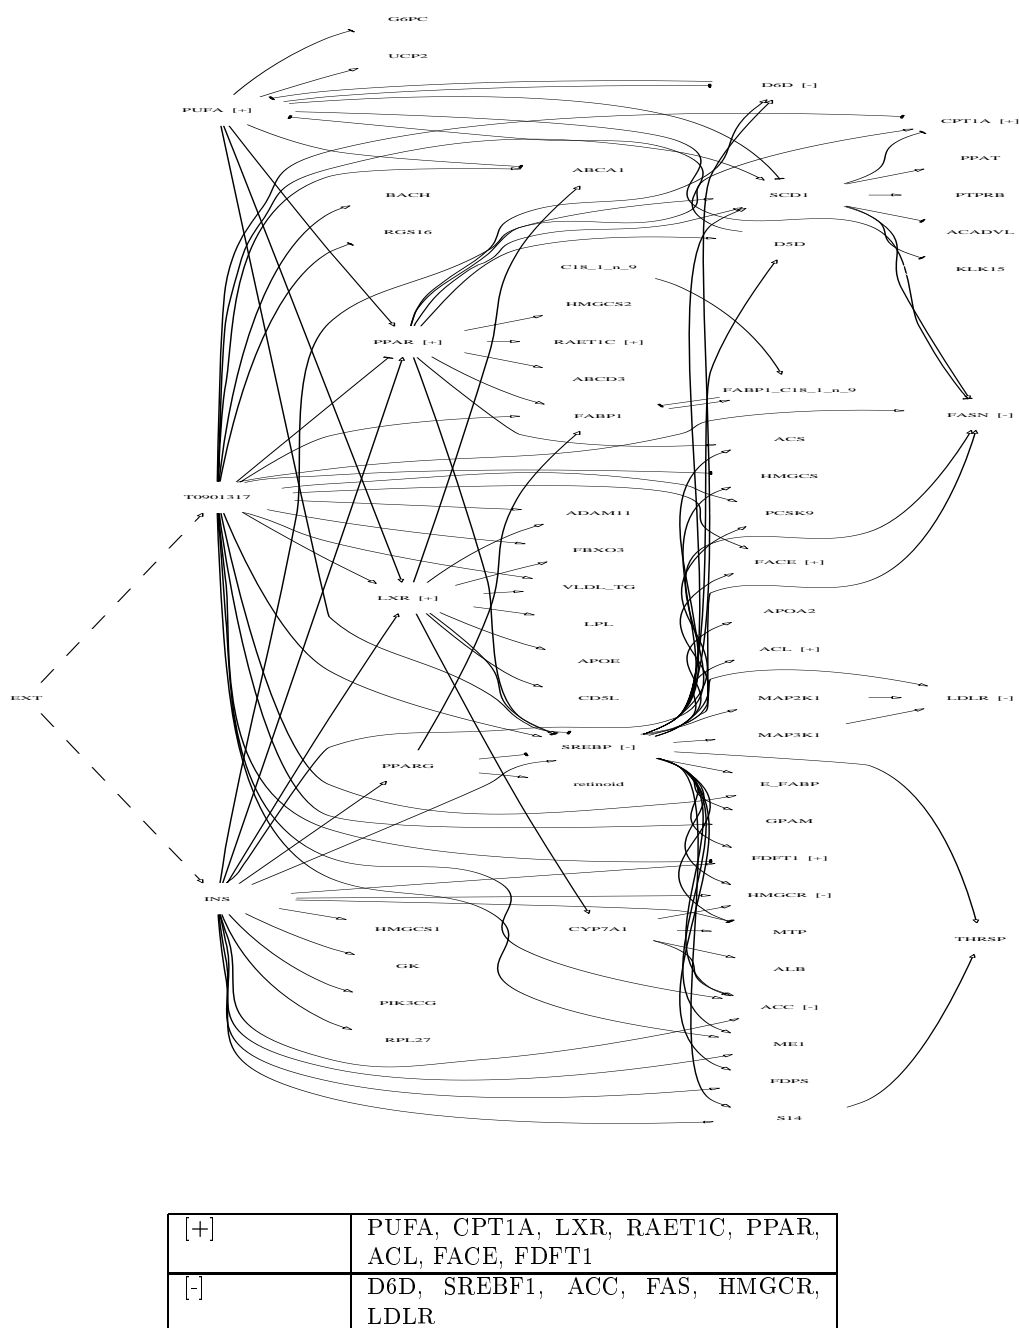 G6PC
UCP2
PUFA [+]
D6D [-]
CPT1A [+]
PPAT
ABCA1
BACH
SCD1
PTPRB
RGS16
ACADVL
D5D
C18_1_n_9
KLK15
HMGCS2
PPAR [+]
RAET1C [+]
ABCD3
FABP1_C18_1_n_9
FABP1
FASN [-]
ACS
HMGCS
T0901317
ADAM11
PCSK9
FBXO3
FACE [+]
VLDL_TG
LXR [+]
APOA2
LPL
ACL [+]
APOE
EXT
CD5L
MAP2K1
LDLR [-]
MAP3K1
SREBP [-]
PPARG
retinoid
E_FABP
GPAM
FDFT1 [+]
INS
HMGCR [-]
HMGCS1
CYP7A1
MTP
THRSP
GK
ALB
PIK3CG
ACC [-]
RPL27
ME1
FDPS
S14
[+] PUFA, CPT1A, LXR, RAET1C, PPAR,
ACL, FACE, FDFT1
[-] D6D, SREBF1, ACC, FAS, HMGCR,
LDLR